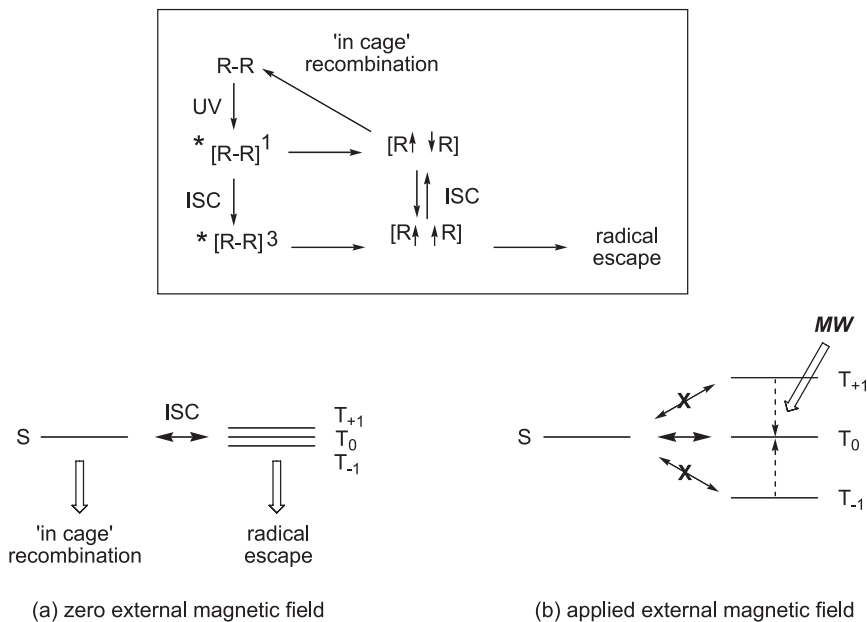 'in cage'
recombination
R-R
UV
* [R-R]1
[R↑ ↓R]
ISC
ISC
* [R-R]3
[R↑ ↑R]
radical
escape
MW
T+1
ISC
T+1
S
T0
S
T0
T-1
T-1
'in cage'
recombination
radical
escape
(a) zero external magnetic field
(b) applied external magnetic field
X
X